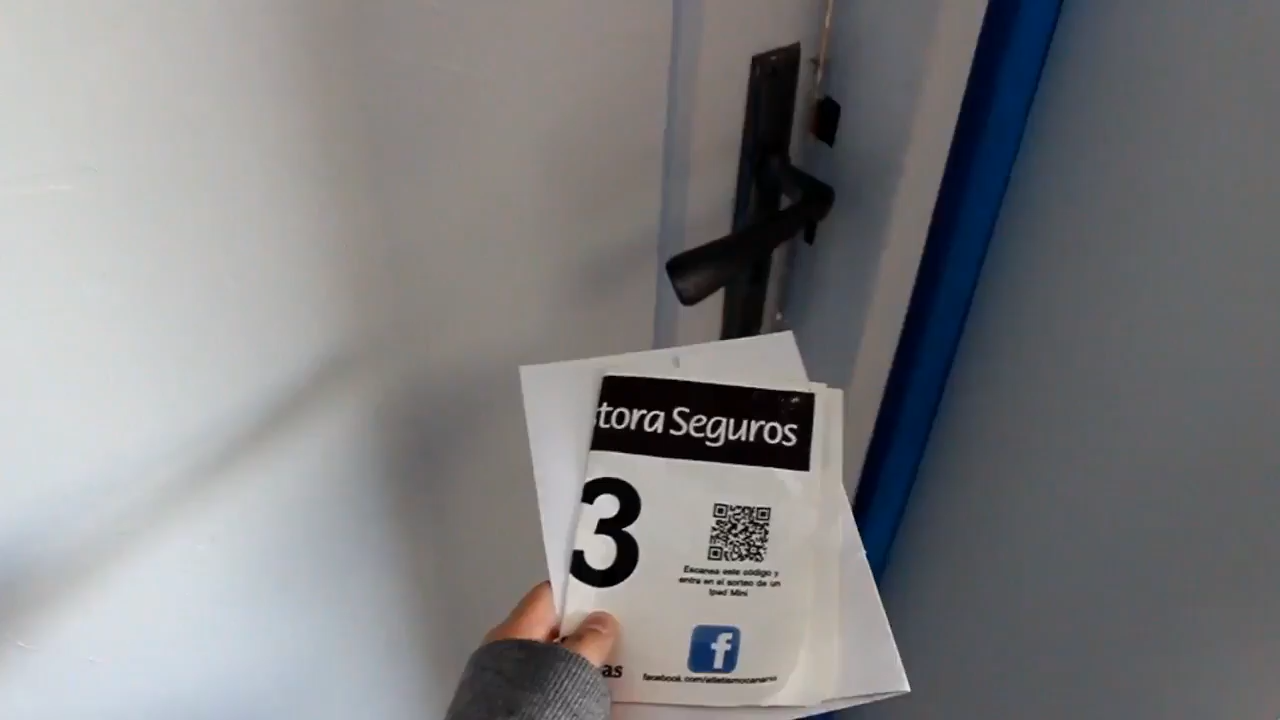 stora Seguros
3
Escanea este código y
entra en el sorteo de un
Ipad Mini
f
as
facebook.com/atletismocanario